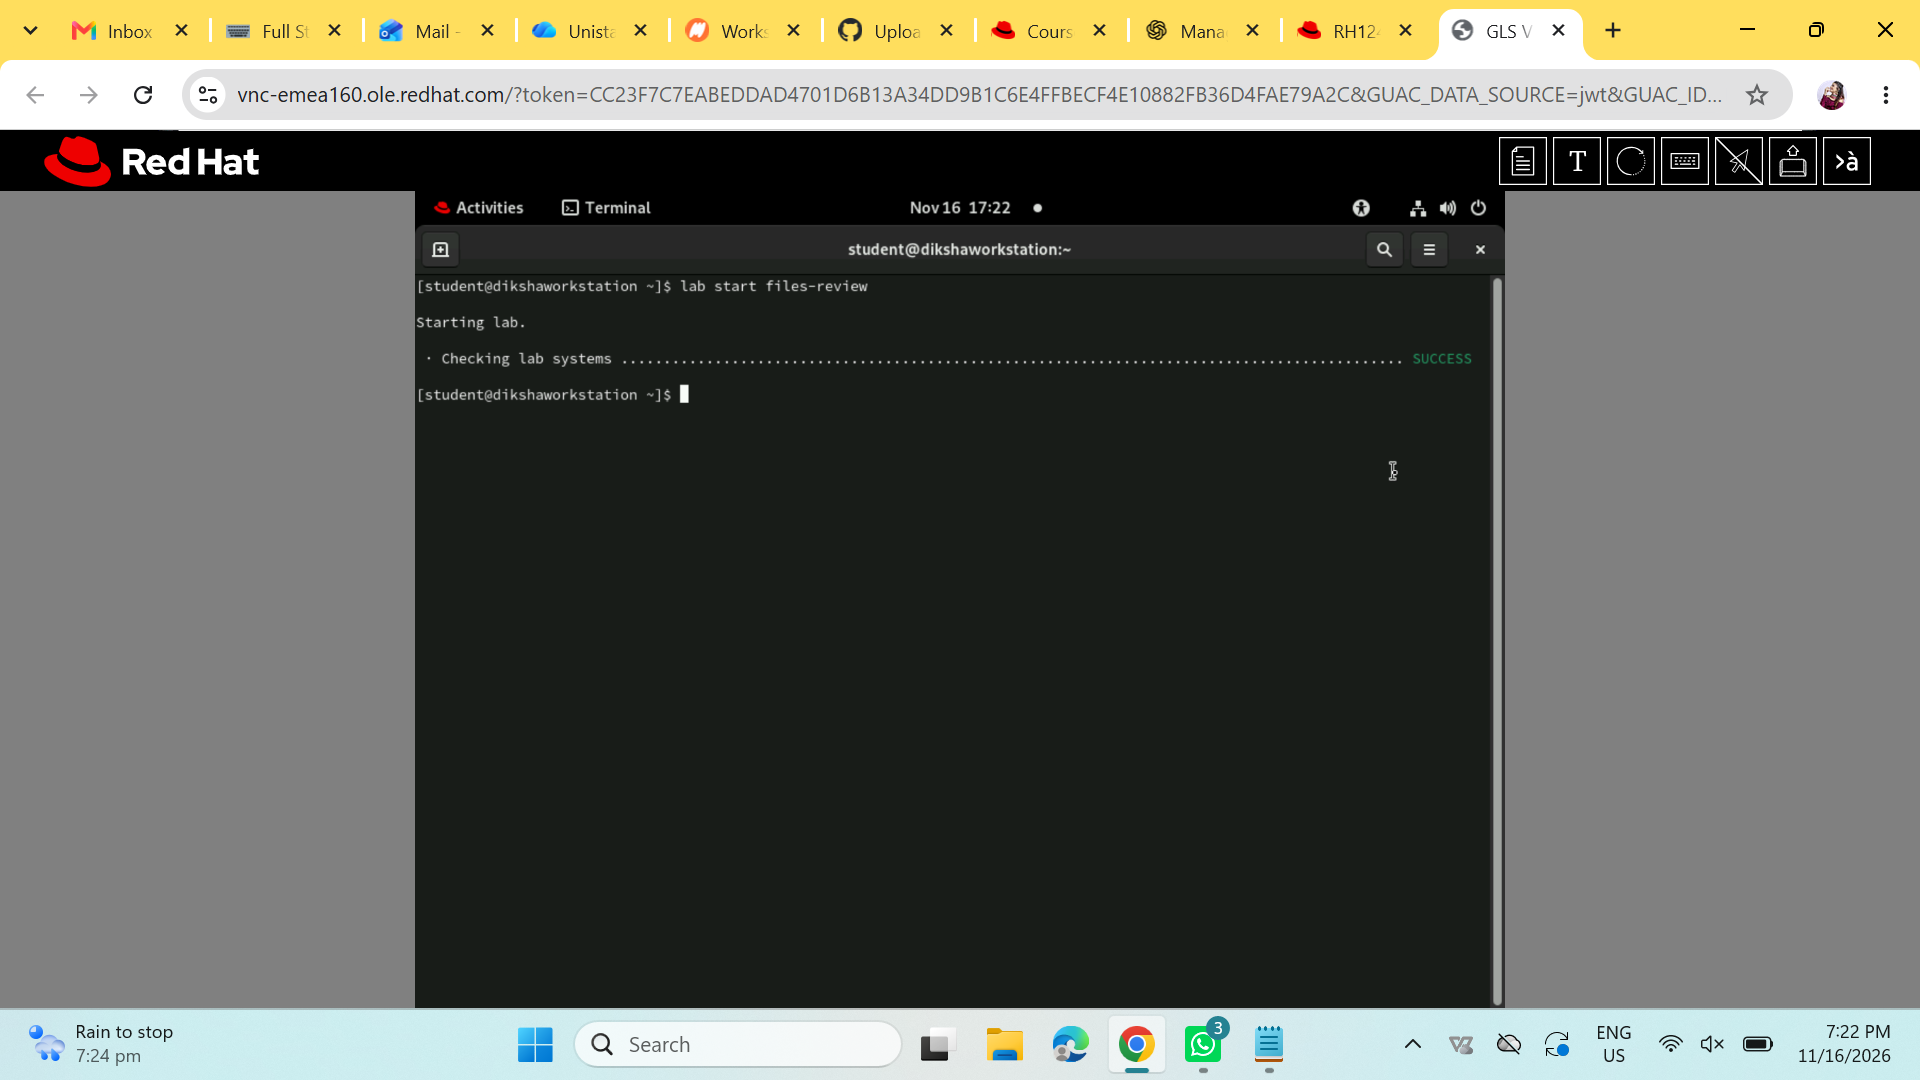 Inbox
Full St
Mail -
Unista
Works
Uploa
Cours
Mana
RH124
GLS V
vnc-emea160.ole.redhat.com/?token=CC23F7C7EABEDDAD4701D6B13A34DD9B1C6E4FFBECF4E10882FB36D4FAE79A2C&GUAC_DATA_SOURCE=jwt&GUAC_ID...
Red Hat
T
›à
Activities
Terminal
Nov 16 17:22
student@dikshaworkstation:~
[student@dikshaworkstation ~]$ lab start files-review
Starting lab.
· Checking lab systems ............................................................................................ SUCCESS
[student@dikshaworkstation ~]$
Rain to stop
7:24 pm
Search
3
ENG
US
7:22 PM
11/16/2026